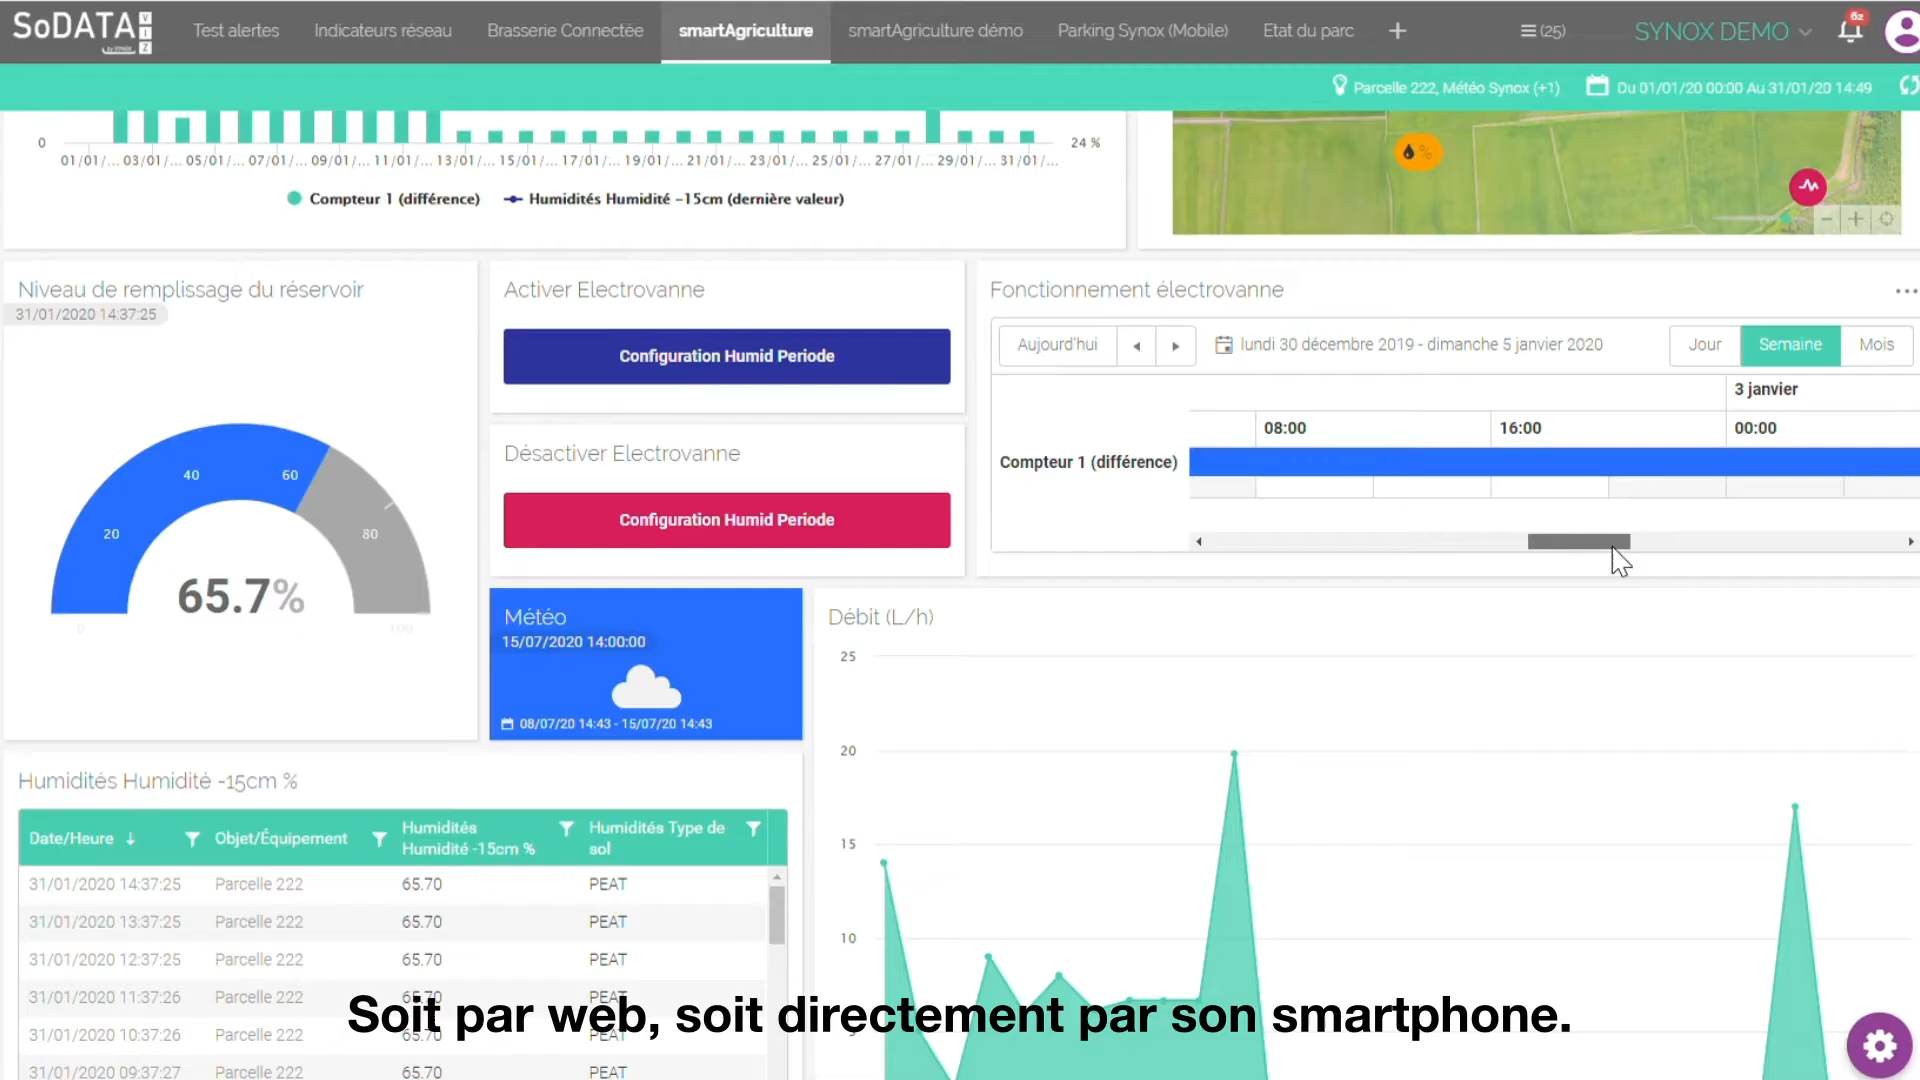 SoDATA VIZ
Test alertes
Indicateurs réseau
Brasserie Connectée
smartAgriculture
smartAgriculture démo
Parking Synox (Mobile)
Etat du parc
(25)
SYNOX DEMO
62
Parcelle 222, Météo Synox (+1)
Du 01/01/20 00:00 Au 31/01/20 14:49
0
24 %
01/01/... 03/01/... 05/01/... 07/01/... 09/01/... 11/01/... 13/01/... 15/01/... 17/01/... 19/01/... 21/01/... 23/01/... 25/01/... 27/01/... 29/01/... 31/01/...
Compteur 1 (différence)
Humidités Humidité -15cm (dernière valeur)
%
Niveau de remplissage du réservoir
31/01/2020 14:37:25
0
20
40
60
80
100
65.7%
Activer Electrovanne
Configuration Humid Periode
Désactiver Electrovanne
Configuration Humid Periode
Fonctionnement électrovanne
Aujourd'hui
lundi 30 décembre 2019 - dimanche 5 janvier 2020
Jour
Semaine
Mois
3 janvier
08:00
16:00
00:00
Compteur 1 (différence)
Météo
15/07/2020 14:00:00
08/07/20 14:43 - 15/07/20 14:43
Débit (L/h)
25
20
15
10
Humidités Humidité -15cm %
Date/Heure
Objet/Équipement
Humidités Humidité -15cm %
Humidités Type de sol
31/01/2020 14:37:25 Parcelle 222 65.70 PEAT
31/01/2020 13:37:25 Parcelle 222 65.70 PEAT
31/01/2020 12:37:25 Parcelle 222 65.70 PEAT
31/01/2020 11:37:26 Parcelle 222 65.70 PEAT
31/01/2020 10:37:26 Parcelle 222 65.70 PEAT
31/01/2020 09:37:27 Parcelle 222 65.70 PEAT
Soit par web, soit directement par son smartphone.